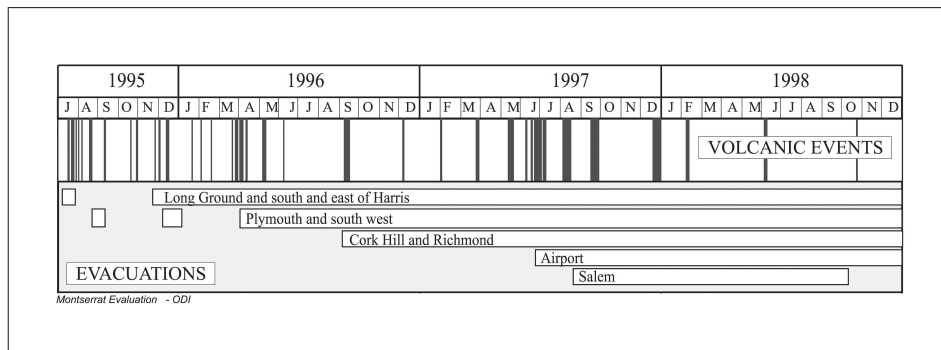 1995 1996 1997 1998
J A S O N D J F M A M J J A S O N D J F M A M J J A S O N D J F M A M J J A S O N D
VOLCANIC EVENTS
Long Ground and south and east of Harris
Plymouth and south west
Cork Hill and Richmond
Airport
EVACUATIONS
Salem
Montserrat Evaluation - ODI